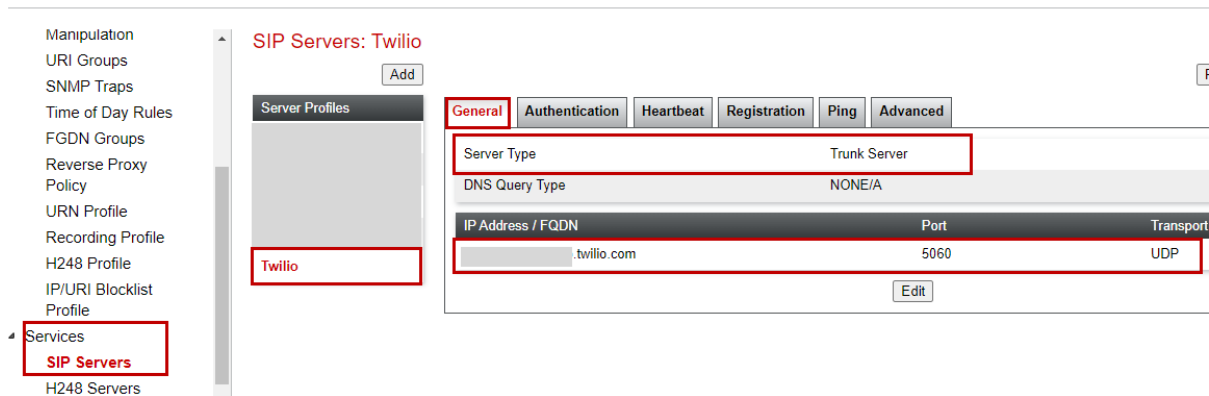 Manipulation
URI Groups
SNMP Traps
Time of Day Rules
FGDN Groups
Reverse Proxy
Policy
URN Profile
Recording Profile
H248 Profile
IP/URI Blocklist
Profile
Services
SIP Servers
H248 Servers
SIP Servers: Twilio
Add
Server Profiles
Twilio
General Authentication Heartbeat Registration Ping Advanced
Server Type Trunk Server
DNS Query Type NONE/A
IP Address / FQDN Port Transport
.twilio.com 5060 UDP
Edit